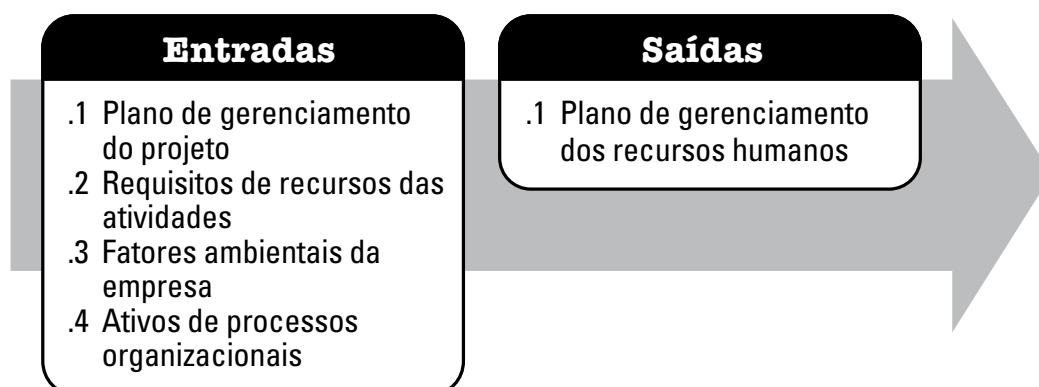 Entradas
.1 Plano de gerenciamento
do projeto
.2 Requisitos de recursos das
atividades
.3 Fatores ambientais da
empresa
.4 Ativos de processos
organizacionais
Saídas
.1 Plano de gerenciamento
dos recursos humanos